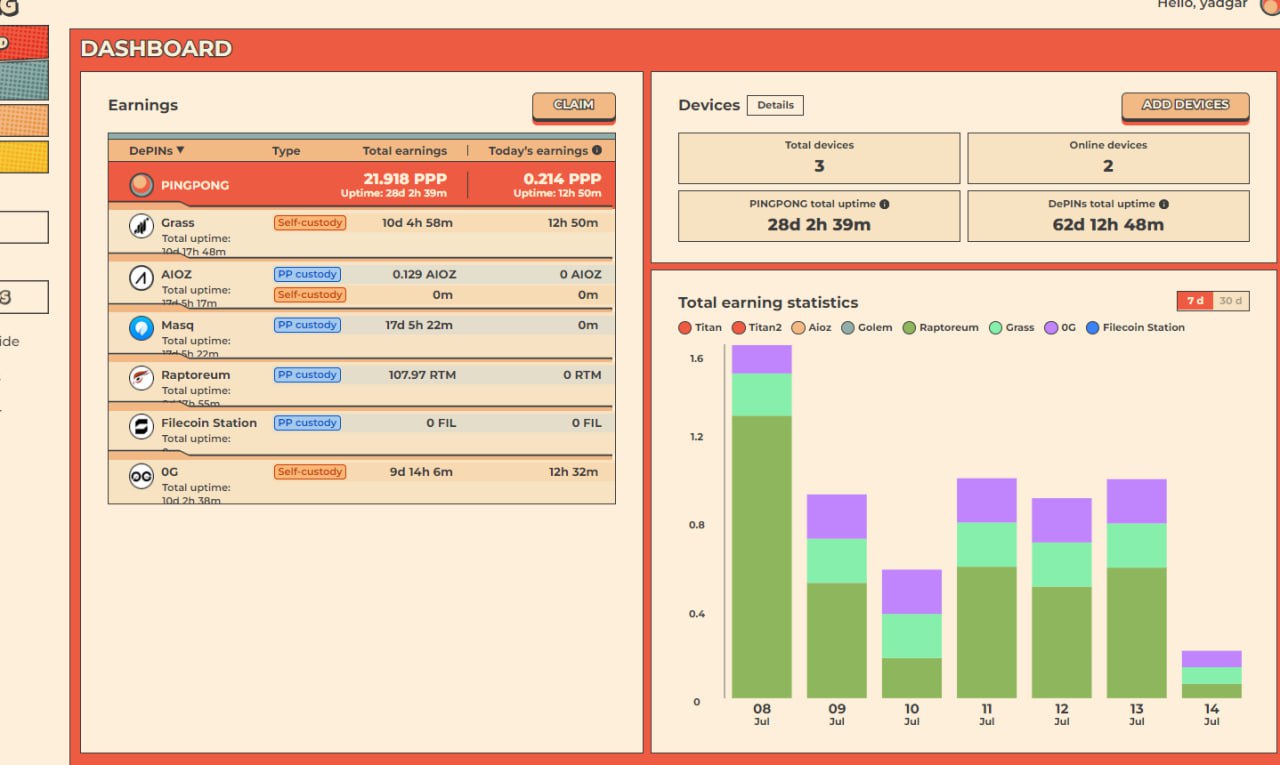 Hello, yadgar
DASHBOARD
Earnings
CLAIM
DePINs ▼ Type Total earnings Today's earnings
PINGPONG 21.918 PPP 0.214 PPP
Uptime: 28d 2h 39m Uptime: 12h 50m
Grass Self-custody 10d 4h 58m 12h 50m
Total uptime:
10d 17h 48m
AIOZ PP custody 0.129 AIOZ 0 AIOZ
Total uptime: Self-custody 0m 0m
17d 5h 17m
Masq PP custody 17d 5h 22m 0m
Total uptime:
17d 5h 22m
Raptoreum PP custody 107.97 RTM 0 RTM
Total uptime:
17h 55m
Filecoin Station PP custody 0 FIL 0 FIL
Total uptime:
0G Self-custody 9d 14h 6m 12h 32m
Total uptime:
10d 2h 38m
Devices Details
ADD DEVICES
Total devices
3
Online devices
2
PINGPONG total uptime
28d 2h 39m
DePINs total uptime
62d 12h 48m
Total earning statistics
7 d 30 d
Titan Titan2 Aioz Golem Raptoreum Grass 0G Filecoin Station
1.6
1.2
0.8
0.4
0
08 09 10 11 12 13 14
Jul Jul Jul Jul Jul Jul Jul